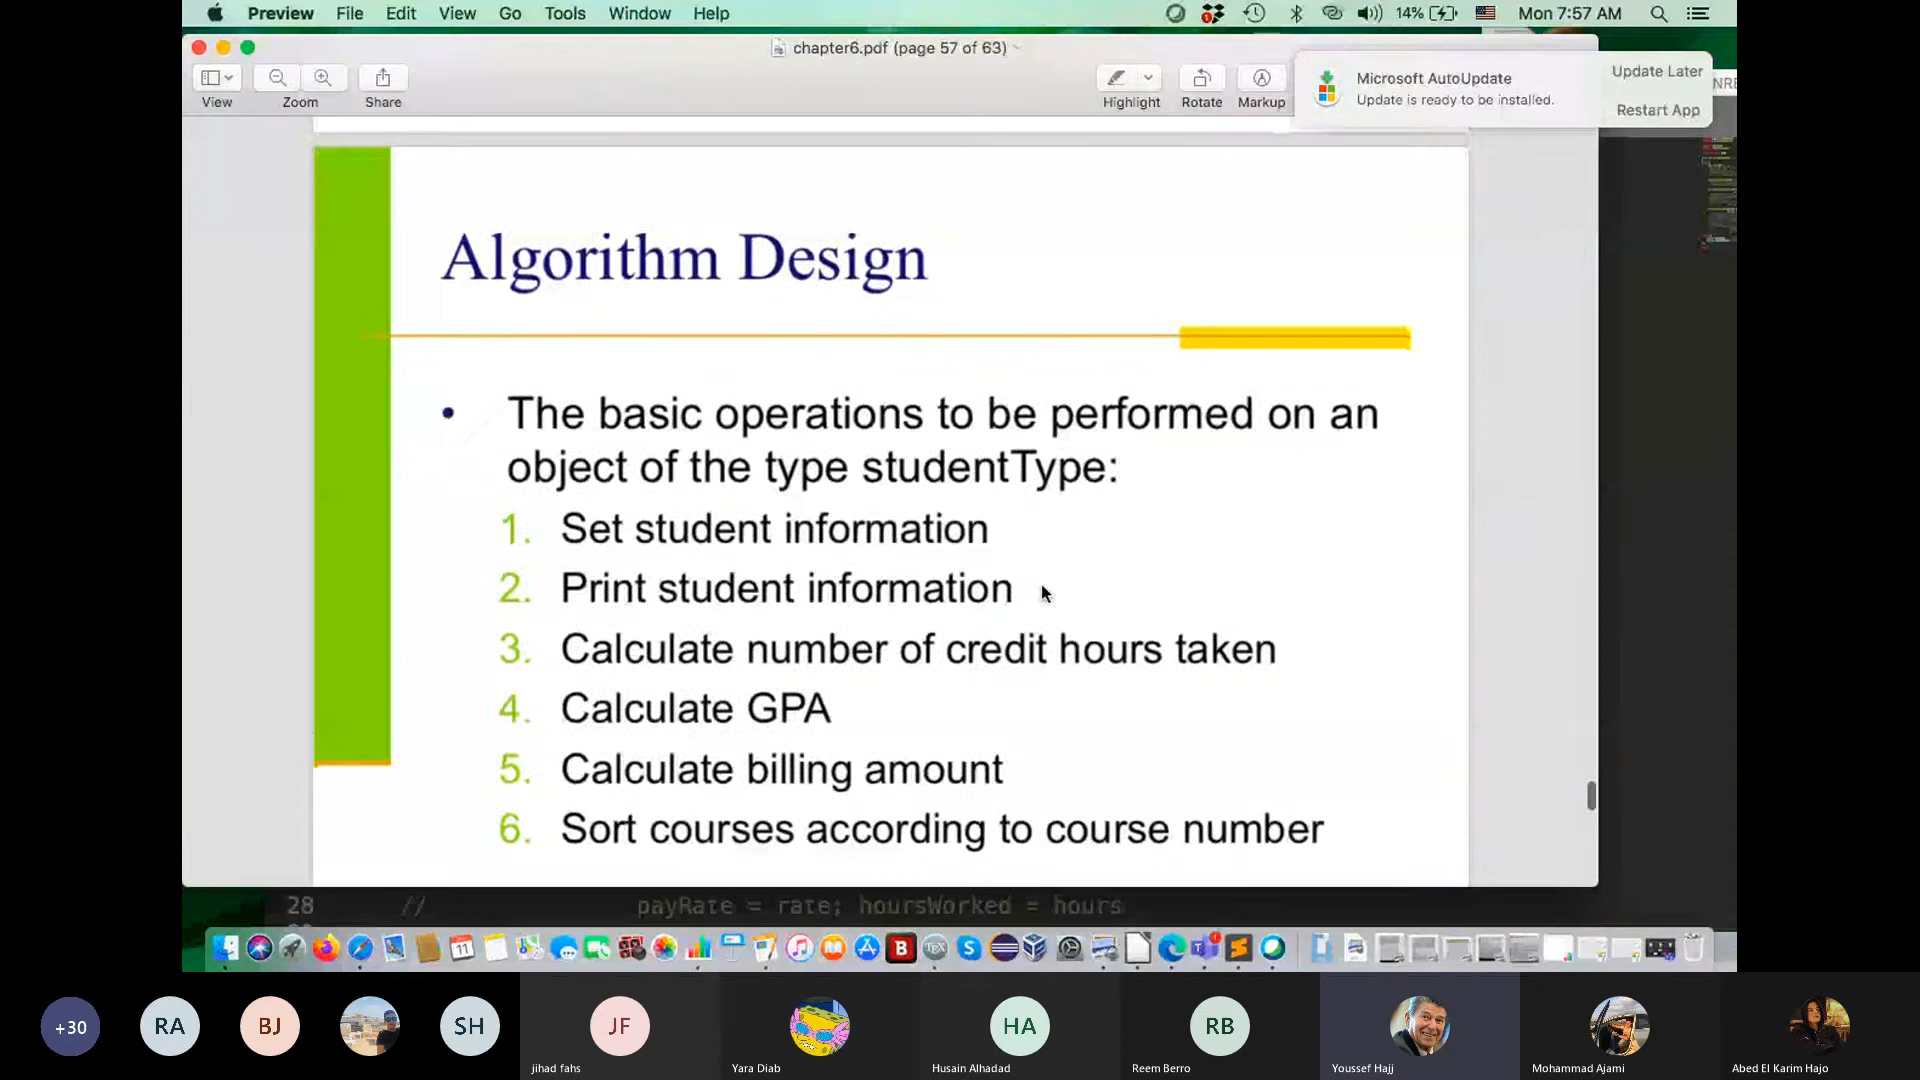 Preview File Edit View Go Tools Window Help 14% Mon 7:57 AM
chapter6.pdf (page 57 of 63)
View Zoom Share Highlight Rotate Markup
Microsoft AutoUpdate
Update is ready to be installed.
Update Later
Restart App
NRE
Algorithm Design
• The basic operations to be performed on an
object of the type studentType:
1. Set student information
2. Print student information
3. Calculate number of credit hours taken
4. Calculate GPA
5. Calculate billing amount
6. Sort courses according to course number
28 // payRate = rate; hoursWorked = hours
+30 RA BJ SH JF HA RB
jihad fahs Yara Diab Husain Alhadad Reem Berro Youssef Hajj Mohammad Ajami Abed El Karim Hajo